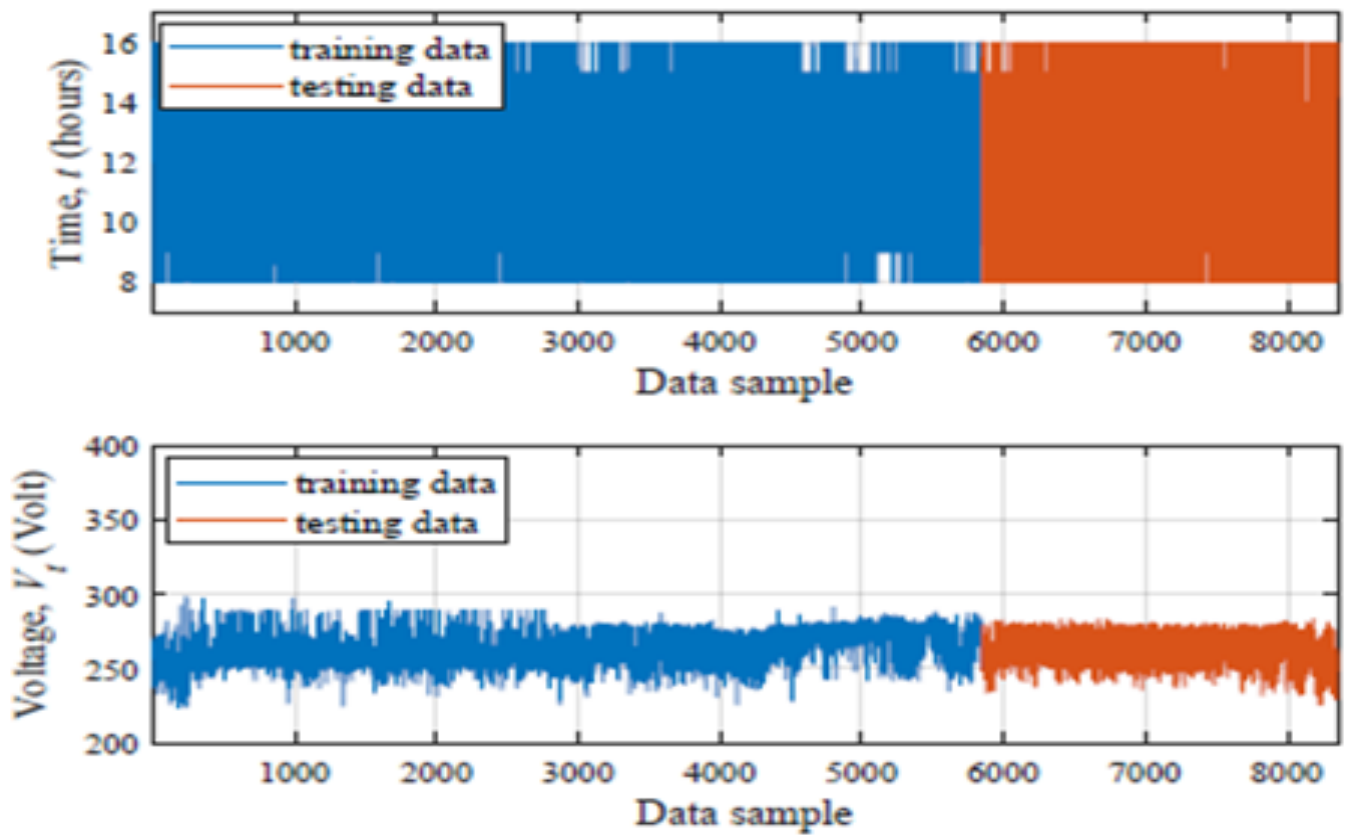 16
14
12
10
8
Time, t (hours)
training data
testing data
1000 2000 3000 4000 5000 6000 7000 8000
Data sample
400
350
300
250
200
Voltage, Vt (Volt)
training data
testing data
1000 2000 3000 4000 5000 6000 7000 8000
Data sample